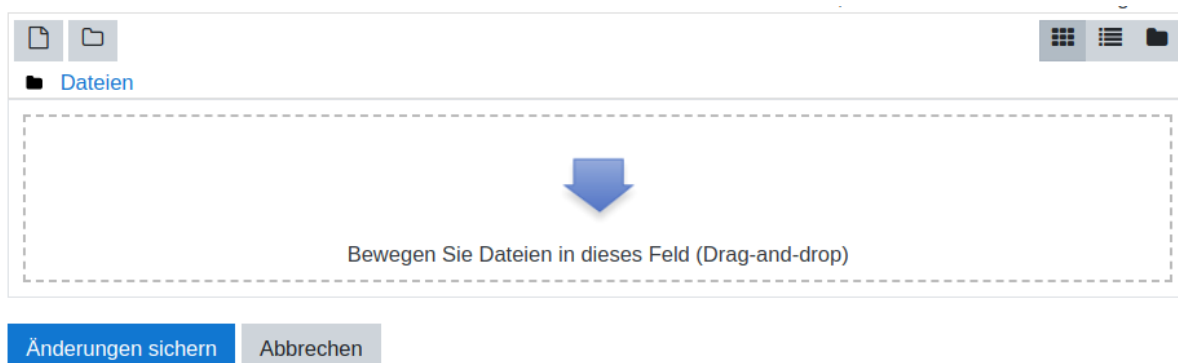 Dateien
Bewegen Sie Dateien in dieses Feld (Drag-and-drop)
Änderungen sichern
Abbrechen